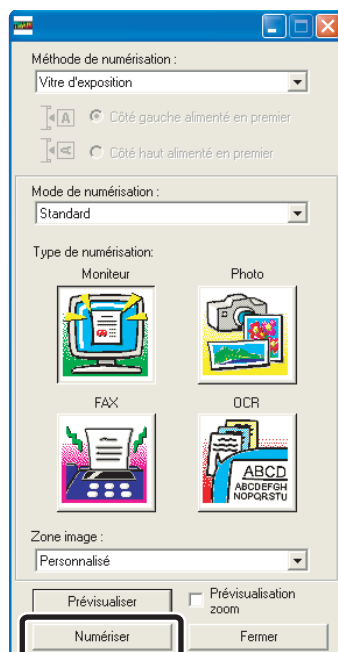 Méthode de numérisation :
Vitre d'exposition
A
Côté gauche alimenté en premier
A
Côté haut alimenté en premier
Mode de numérisation :
Standard
Type de numérisation:
Moniteur
Photo
FAX
OCR
ABCD
ABCDEFGH
NOPQRSTU
Zone image :
Personnalisé
Prévisualiser
Prévisualisation
zoom
Numériser
Fermer